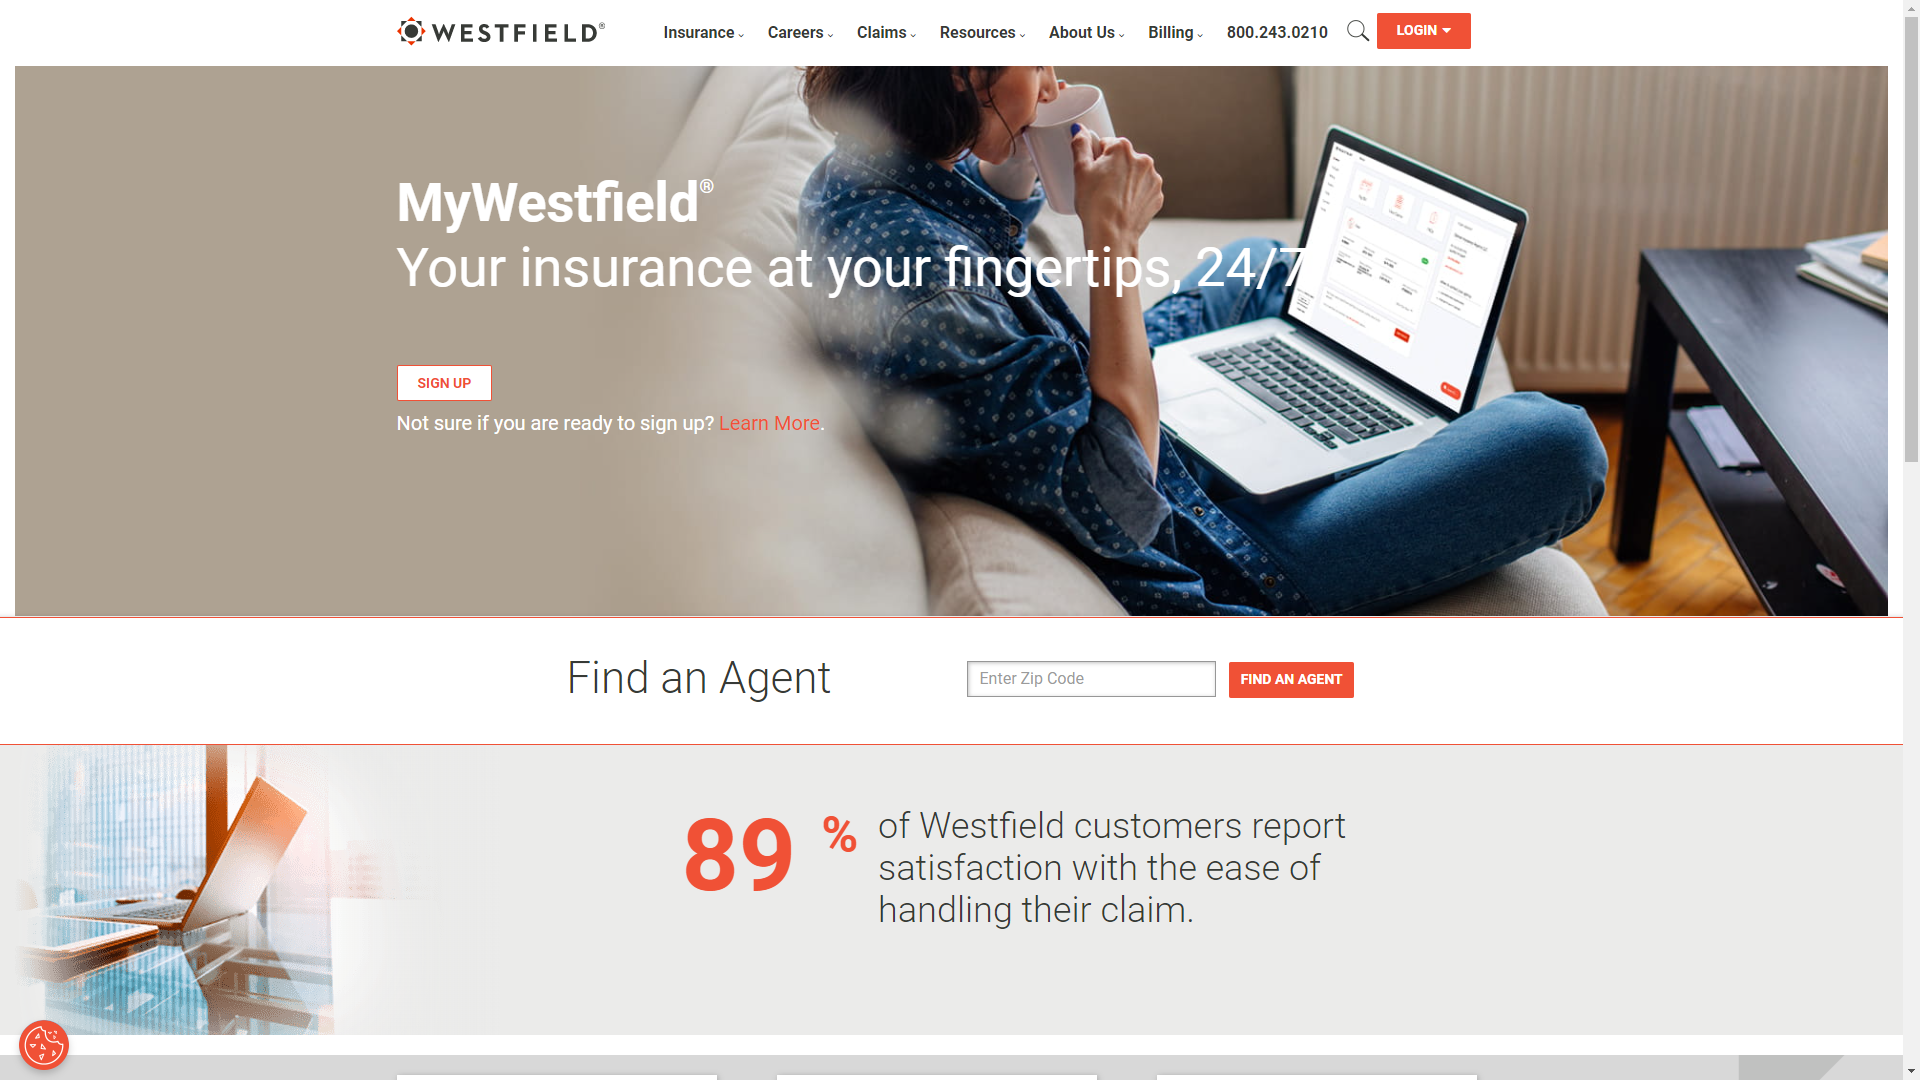 WESTFIELD®
Insurance
Careers
Claims
Resources
About Us
Billing
800.243.0210
LOGIN
MyWestfield®
Your insurance at your fingertips, 24/7
SIGN UP
Not sure if you are ready to sign up? Learn More.
Find an Agent
Enter Zip Code
FIND AN AGENT
89 %
of Westfield customers report
satisfaction with the ease of
handling their claim.